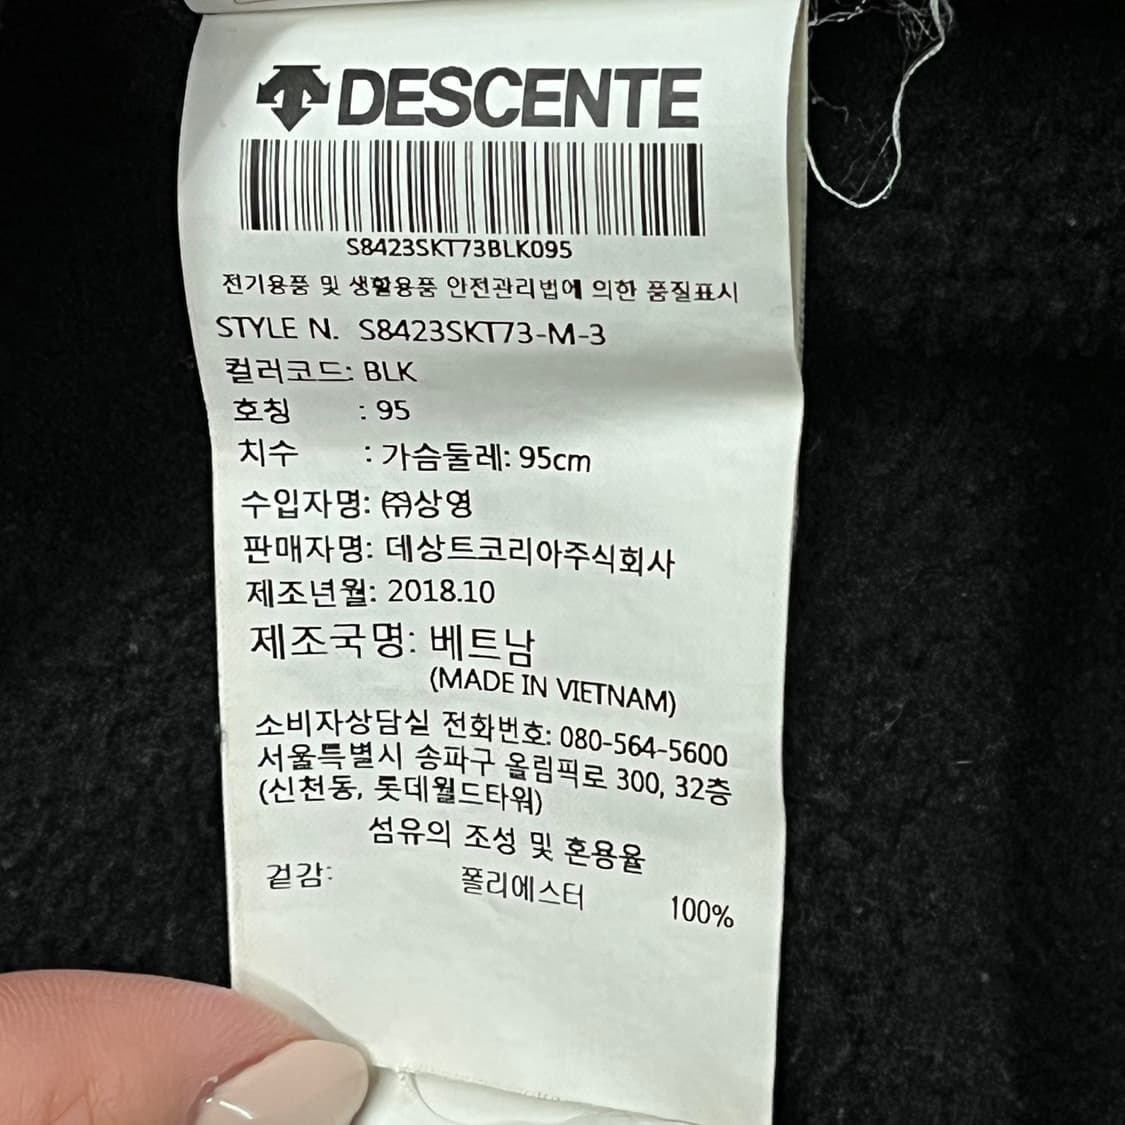 DESCENTE
S8423SKT73BLK095
전기용품 및 생활용품 안전관리법에 의한 품질표시
STYLE N. S8423SKT73-M-3
컬러코드: BLK
호칭 : 95
치수 : 가슴둘레: 95cm
수입자명: ㈜상영
판매자명: 데상트코리아주식회사
제조년월: 2018.10
제조국명: 베트남
(MADE IN VIETNAM)
소비자상담실 전화번호: 080-564-5600
서울특별시 송파구 올림픽로 300, 32층
(신천동, 롯데월드타워)
섬유의 조성 및 혼용율
겉감: 폴리에스터 100%